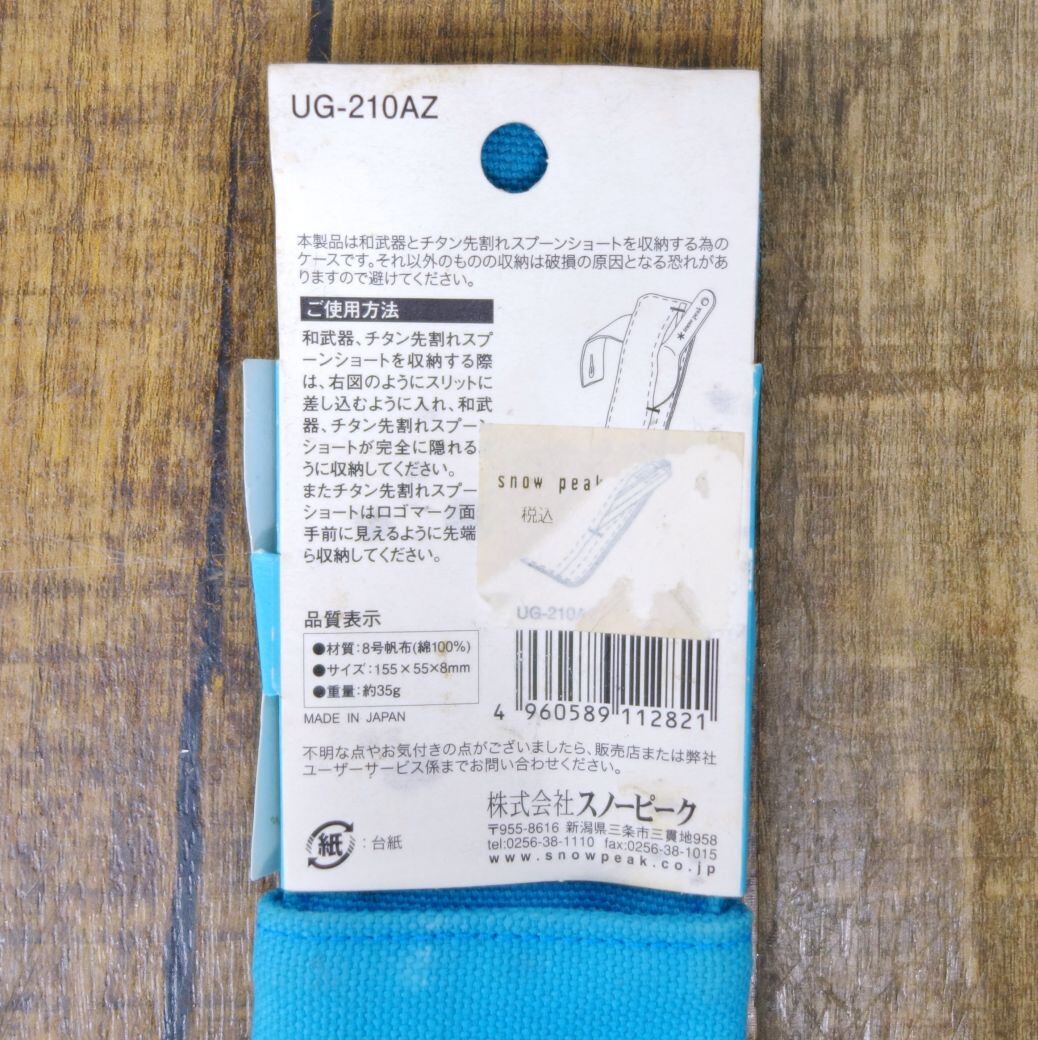 UG-210AZ
本製品は和武器とチタン先割れスプーンショートを収納する為の
ケースです。それ以外のものの収納は破損の原因となる恐れがあ
りますので避けてください。
ご使用方法
和武器、チタン先割れスプ
ーンショートを収納する際
は、右図のようにスリットに
差し込むように入れ、和武
器、チタン先割れスプーン
ショートが完全に隠れる
うに収納してください。
またチタン先割れスプー
ショートはロゴマーク面
手前に見えるように先端
ら収納してください。
snow peak
snow peak
税込
UG-210A
品質表示
●材質:8号帆布(綿100%)
●サイズ:155×55×8mm
●重量:約35g
MADE IN JAPAN
4 960589 112821
不明な点やお気付きの点がございましたら、販売店または弊社
ユーザーサービス係までお問い合わせください。
株式会社スノーピーク
〒955-8616 新潟県三条市三貫地958
tel:0256-38-1110 fax:0256-38-1015
www.snowpeak.co.jp
紙:台紙